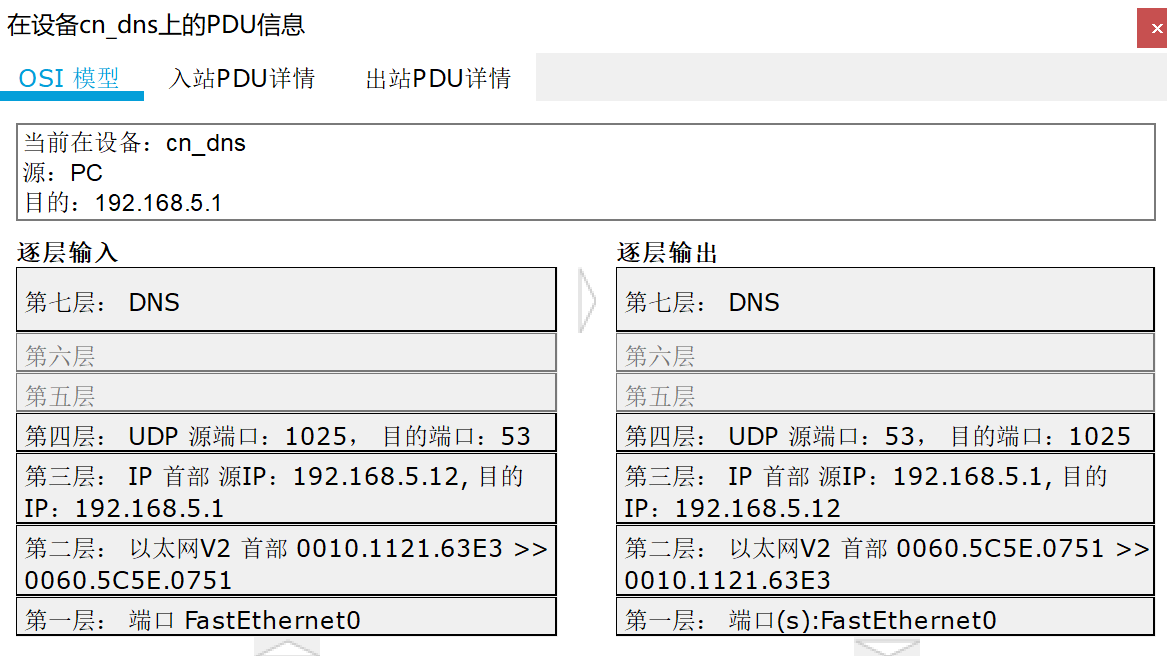 在设备cn_dns上的PDU信息
×
OSI 模型 入站PDU详情 出站PDU详情
当前在设备：cn_dns
源：PC
目的：192.168.5.1
逐层输入
第七层： DNS
第六层
第五层
第四层： UDP 源端口：1025， 目的端口：53
第三层： IP 首部 源IP：192.168.5.12, 目的
IP：192.168.5.1
第二层： 以太网V2 首部 0010.1121.63E3 >>
0060.5C5E.0751
第一层： 端口 FastEthernet0
逐层输出
第七层： DNS
第六层
第五层
第四层： UDP 源端口：53， 目的端口：1025
第三层： IP 首部 源IP：192.168.5.1, 目的
IP：192.168.5.12
第二层： 以太网V2 首部 0060.5C5E.0751 >>
0010.1121.63E3
第一层： 端口(s):FastEthernet0